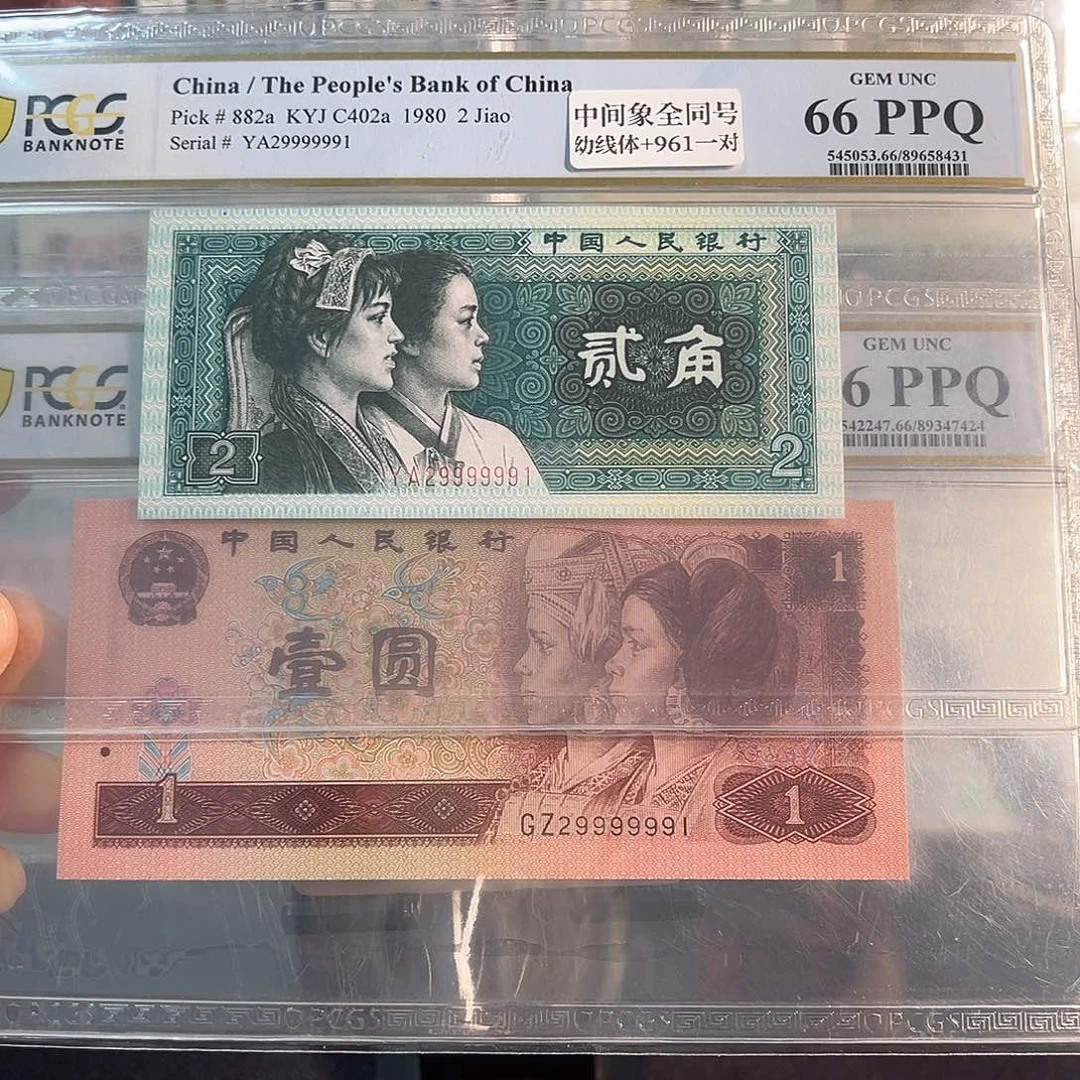 PCGS
BANKNOTE
China / The People's Bank of China
Pick # 882a KYJ C402a 1980 2 Jiao
Serial # YA29999991
中间象全同号
幼线体+961一对
GEM UNC
66 PPQ
545053.66/89658431
中国人民银行
贰角
2
YA29999991
2
PCGS
BANKNOTE
GEM UNC
6 PPQ
542247.66/89347424
中国人民银行
1
壹圆
1
GZ29999991
1
PCGS